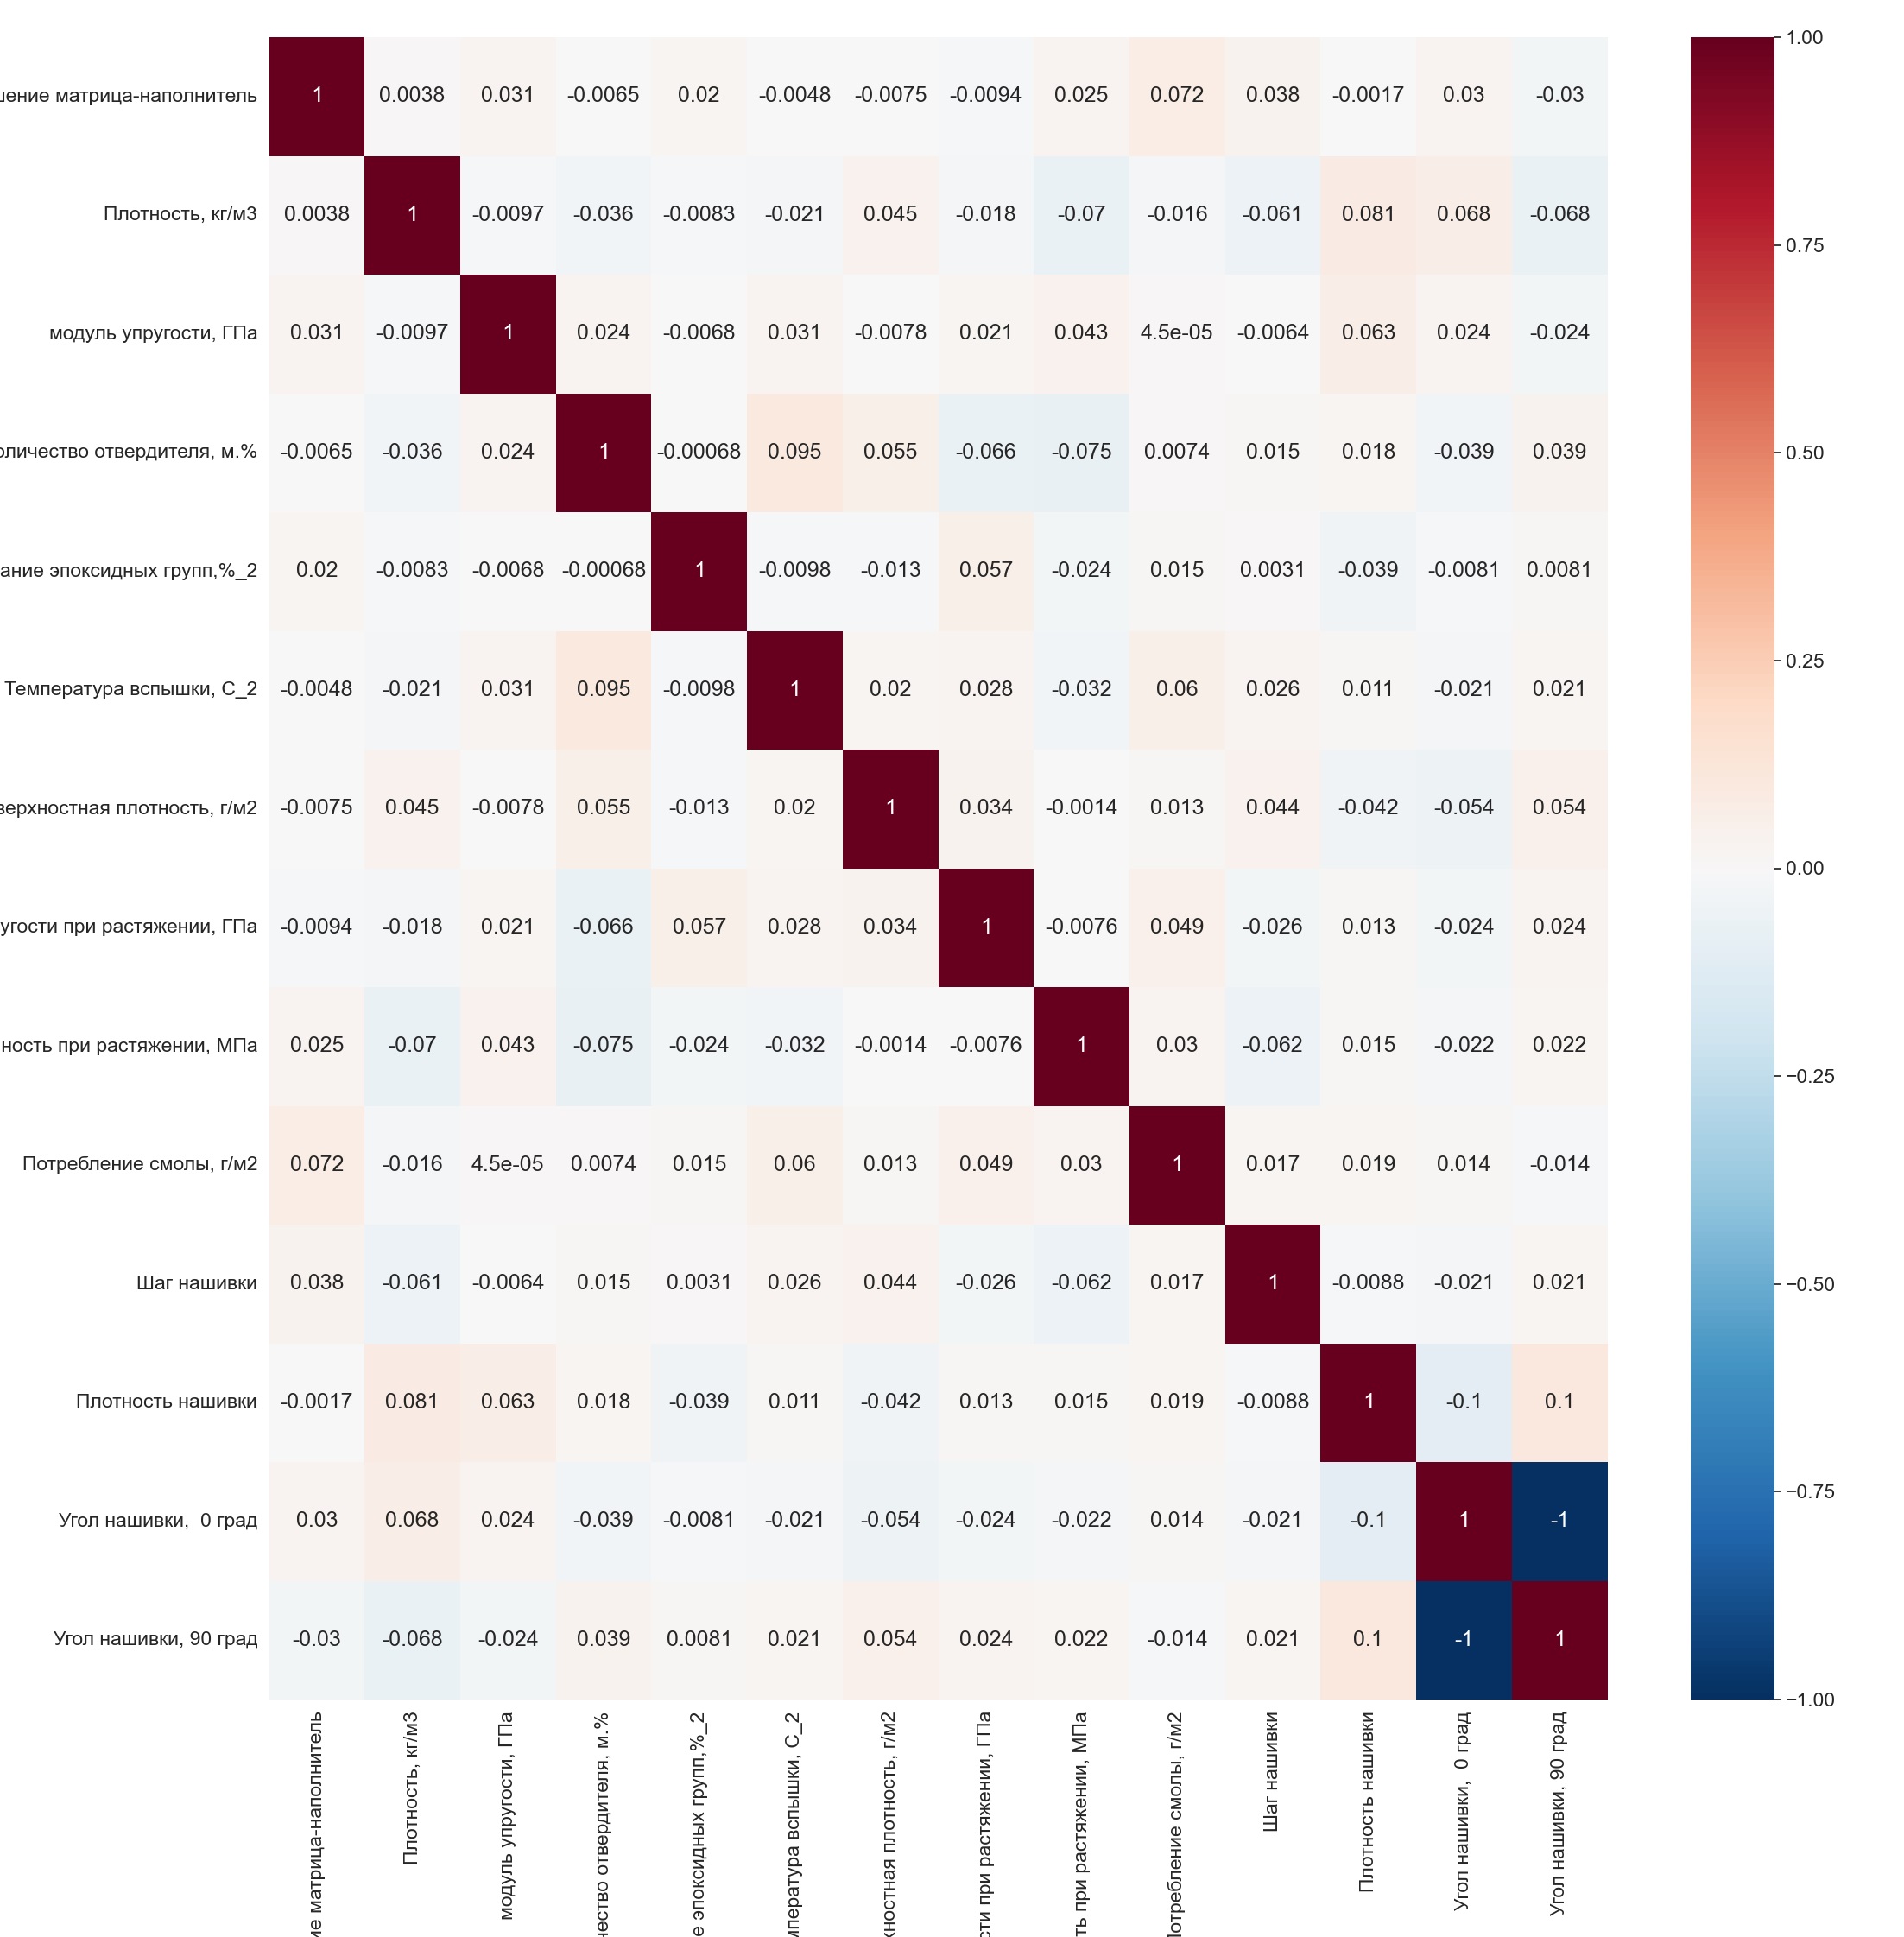 матрица-наполнитель 1 0.0038 0.031 -0.0065 0.02 -0.0048 -0.0075 -0.0094 0.025 0.072 0.038 -0.0017 0.03 -0.03
Плотность, кг/м3 0.0038 1 -0.0097 -0.036 -0.0083 -0.021 0.045 -0.018 -0.07 -0.016 -0.061 0.081 0.068 -0.068
модуль упругости, ГПа 0.031 -0.0097 1 0.024 -0.0068 0.031 -0.0078 0.021 0.043 4.5e-05 -0.0064 0.063 0.024 -0.024
отвердителя, м.% -0.0065 -0.036 0.024 1 -0.00068 0.095 0.055 -0.066 -0.075 0.0074 0.015 0.018 -0.039 0.039
эпоксидных групп,%_2 0.02 -0.0083 -0.0068 -0.00068 1 -0.0098 -0.013 0.057 -0.024 0.015 0.0031 -0.039 -0.0081 0.0081
Температура вспышки, С_2 -0.0048 -0.021 0.031 0.095 -0.0098 1 0.02 0.028 -0.032 0.06 0.026 0.011 -0.021 0.021
плотность, г/м2 -0.0075 0.045 -0.0078 0.055 -0.013 0.02 1 0.034 -0.0014 0.013 0.044 -0.042 -0.054 0.054
при растяжении, ГПа -0.0094 -0.018 0.021 -0.066 0.057 0.028 0.034 1 -0.0076 0.049 -0.026 0.013 -0.024 0.024
при растяжении, МПа 0.025 -0.07 0.043 -0.075 -0.024 -0.032 -0.0014 -0.0076 1 0.03 -0.062 0.015 -0.022 0.022
Потребление смолы, г/м2 0.072 -0.016 4.5e-05 0.0074 0.015 0.06 0.013 0.049 0.03 1 0.017 0.019 0.014 -0.014
Шаг нашивки 0.038 -0.061 -0.0064 0.015 0.0031 0.026 0.044 -0.026 -0.062 0.017 1 -0.0088 -0.021 0.021
Плотность нашивки -0.0017 0.081 0.063 0.018 -0.039 0.011 -0.042 0.013 0.015 0.019 -0.0088 1 -0.1 0.1
Угол нашивки,  0 град 0.03 0.068 0.024 -0.039 -0.0081 -0.021 -0.054 -0.024 -0.022 0.014 -0.021 -0.1 1 -1
Угол нашивки, 90 град -0.03 -0.068 -0.024 0.039 0.0081 0.021 0.054 0.024 0.022 -0.014 0.021 0.1 -1 1
матрица-наполнитель
Плотность, кг/м3
модуль упругости, ГПа
отвердителя, м.%
эпоксидных групп,%_2
вспышки, С_2
плотность, г/м2
при растяжении, ГПа
при растяжении, МПа
смолы, г/м2
Шаг нашивки
Плотность нашивки
Угол нашивки,  0 град
Угол нашивки, 90 град
1.00
0.75
0.50
0.25
0.00
−0.25
−0.50
−0.75
−1.00